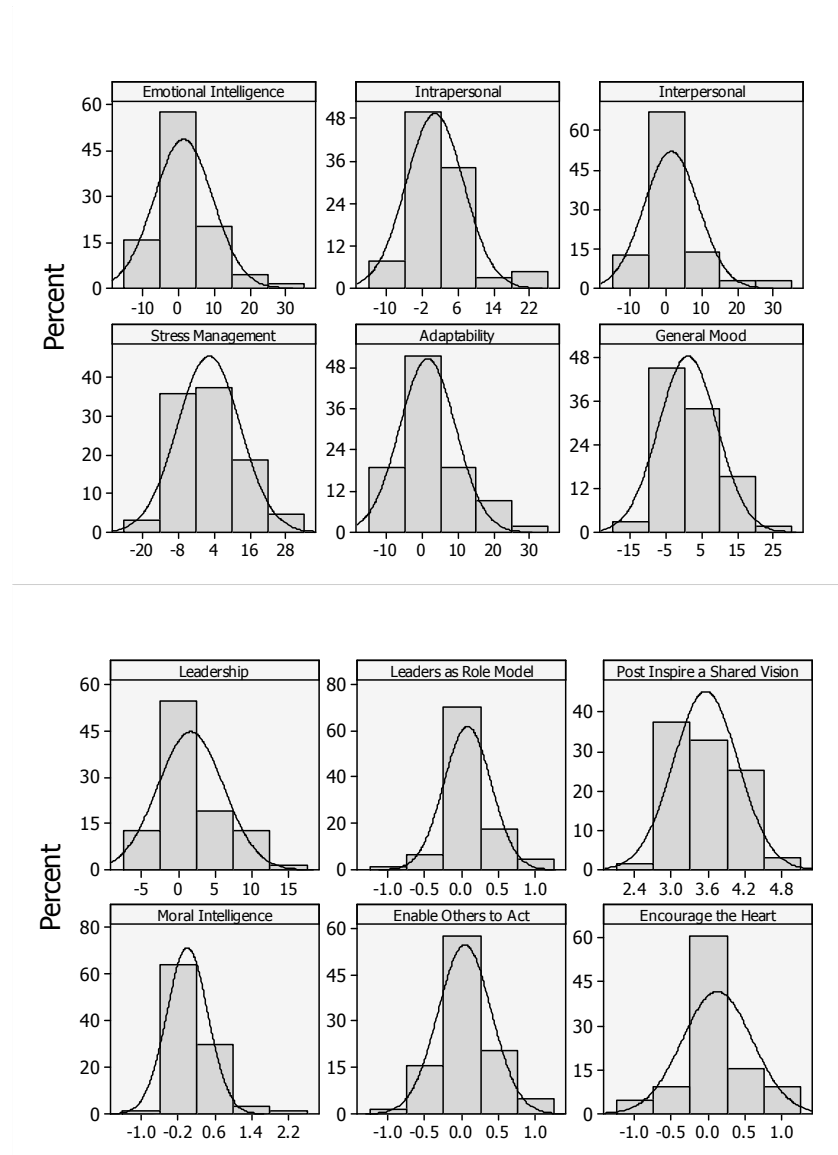 Emotional Intelligence Intrapersonal Interpersonal
60 48 60
45 36 45
30 24 30
15 12 15
0 0 0
-10 0 10 20 30 -10 -2 6 14 22 -10 0 10 20 30
Percent
Stress Management Adaptability General Mood
40 48 48
30 36 36
20 24 24
10 12 12
0 0 0
-20 -8 4 16 28 -10 0 10 20 30 -15 -5 5 15 25
Leadership Leaders as Role Model Post Inspire a Shared Vision
60 80 40
45 60 30
30 40 20
15 20 10
0 0 0
-5 0 5 10 15 -1.0 -0.5 0.0 0.5 1.0 2.4 3.0 3.6 4.2 4.8
Percent
Moral Intelligence Enable Others to Act Encourage the Heart
80 60 60
60 45 45
40 30 30
20 15 15
0 0 0
-1.0 -0.2 0.6 1.4 2.2 -1.0 -0.5 0.0 0.5 1.0 -1.0 -0.5 0.0 0.5 1.0